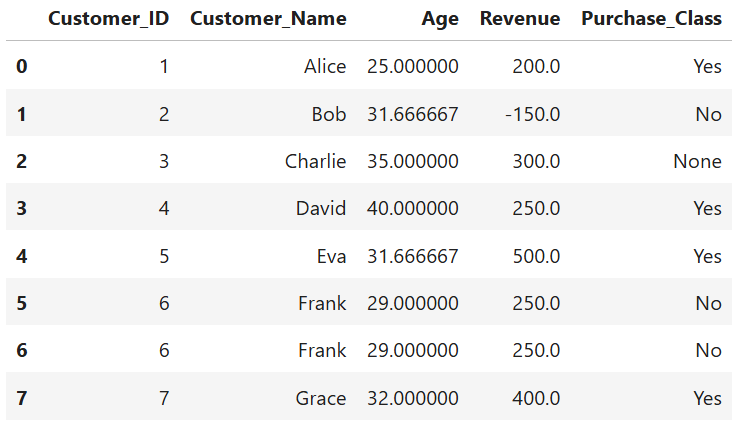 Customer_ID Customer_Name Age Revenue Purchase_Class
0 1 Alice 25.000000 200.0 Yes
1 2 Bob 31.666667 -150.0 No
2 3 Charlie 35.000000 300.0 None
3 4 David 40.000000 250.0 Yes
4 5 Eva 31.666667 500.0 Yes
5 6 Frank 29.000000 250.0 No
6 6 Frank 29.000000 250.0 No
7 7 Grace 32.000000 400.0 Yes